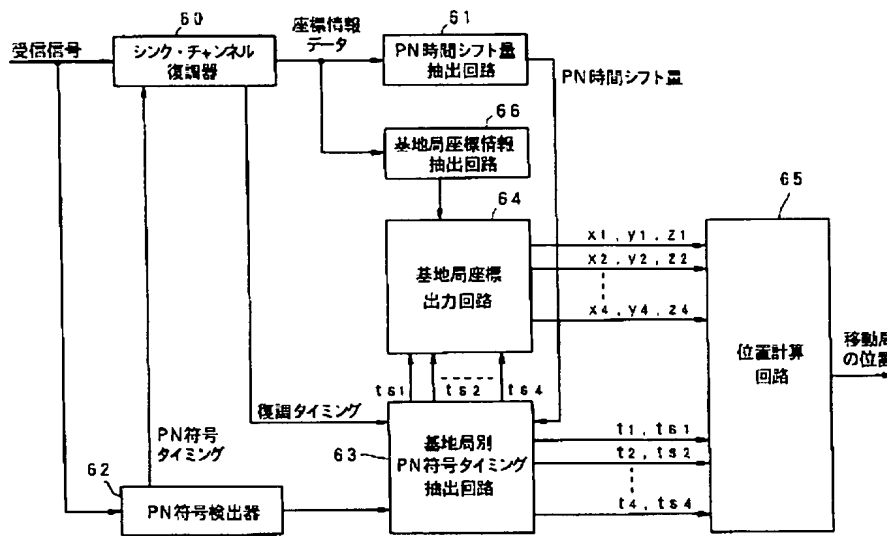 60
受信信号
シンク・チャンネル
復調器
座標情報
データ
61
PN時間シフト量
抽出回路
PN時間シフト量
66
基地局座標情報
抽出回路
64
基地局座標
出力回路
x1, y1, z1
x2, y2, z2
x4, y4, z4
65
位置計算
回路
移動局
の位置
ts1
ts2
ts4
復調タイミング
PN符号
タイミング
63
基地局別
PN符号タイミング
抽出回路
t1, ts1
t2, ts2
t4, ts4
62
PN符号検出器